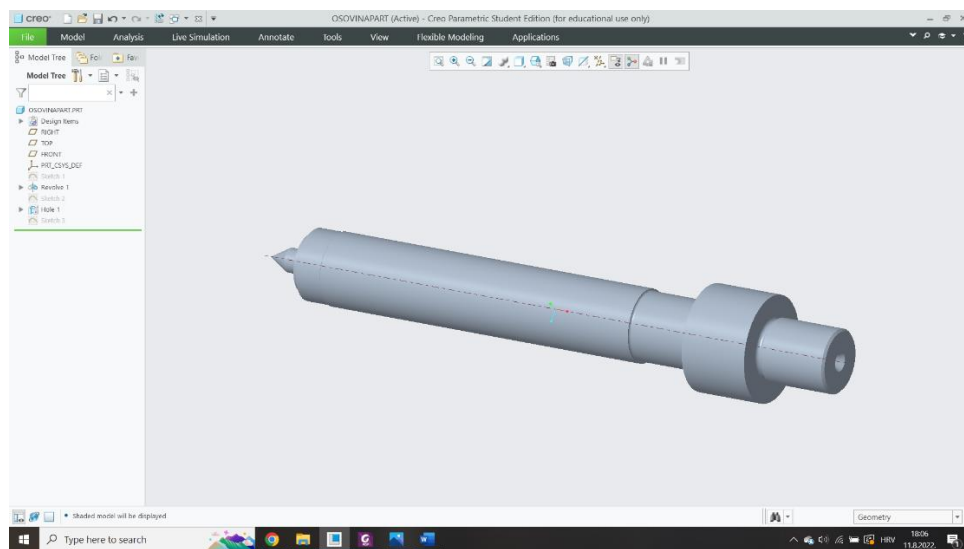 creo
OSOVINAPART (Active) - Creo Parametric Student Edition (for educational use only)
File Model Analysis Live Simulation Annotate Tools View Flexible Modeling Applications
Model Tree Fol Fav
Model Tree
OSOVINAPART.PRT
Design Items
RIGHT
TOP
FRONT
PRT_CSYS_DEF
Sketch 1
Revolve 1
Sketch 2
Hole 1
Sketch 3
• Shaded model will be displayed
Geometry
Type here to search
HRV
18:06
11.8.2022.